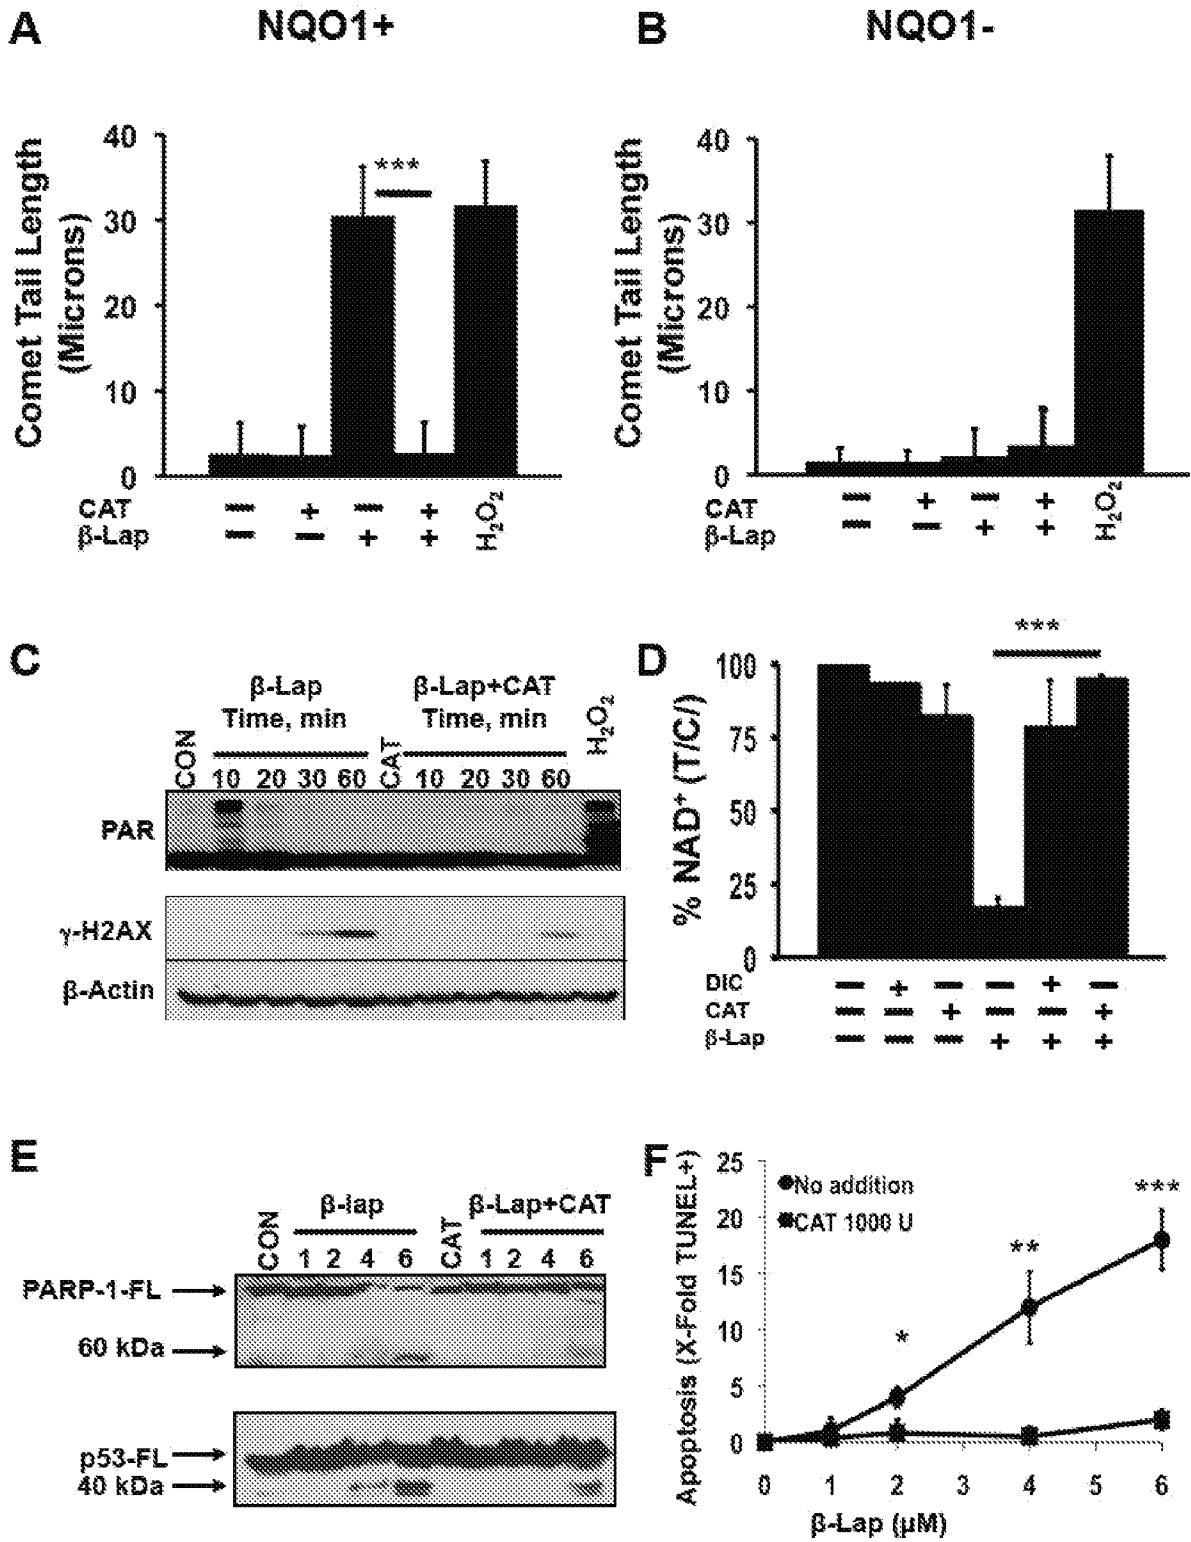 A NQO1+
B NQO1-
Comet Tail Length
(Microns)
40
30
20
10
0
CAT − + − +
β-Lap − − + +
H₂O₂
***
Comet Tail Length
(Microns)
40
30
20
10
0
CAT − + − +
β-Lap − − + +
H₂O₂
C
β-Lap
Time, min
β-Lap+CAT
Time, min
CON 10 20 30 60 CAT 10 20 30 60 H₂O₂
PAR
γ-H2AX
β-Actin
D
***
% NAD⁺ (T/C/)
100
75
50
25
0
DIC − + − − + −
CAT − − + − − +
β-Lap − − − + + +
E
β-lap
β-Lap+CAT
CON 1 2 4 6 CAT 1 2 4 6
PARP-1-FL
60 kDa
p53-FL
40 kDa
F
Apoptosis (X-Fold TUNEL+)
25
20
15
10
5
0
No addition
CAT 1000 U
*
**
***
0 1 2 3 4 5 6
β-Lap (μM)